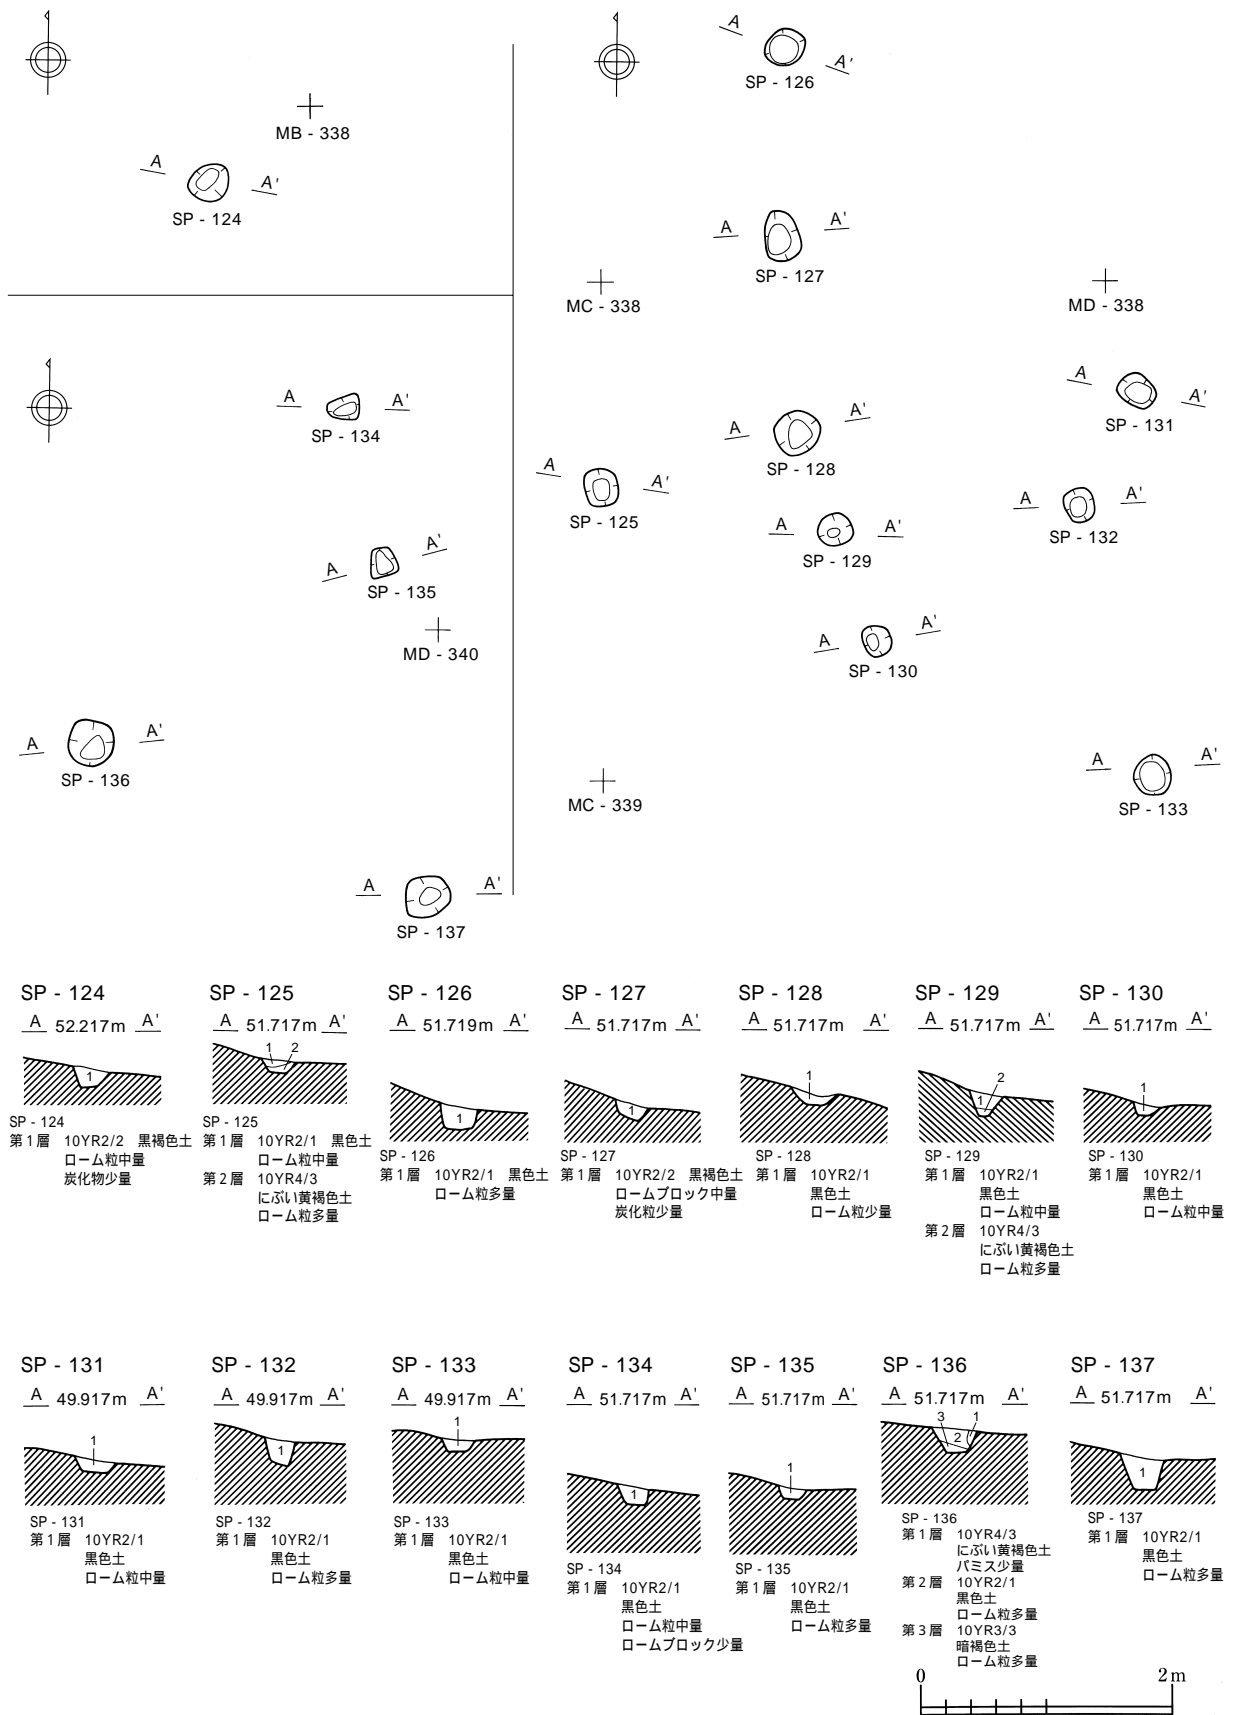 A
A'
SP - 126
MB - 338
A
A'
SP - 124
A
A'
SP - 127
MC - 338
MD - 338
A
A'
SP - 134
A
A'
SP - 128
A
A'
SP - 131
A
A'
SP - 125
A
A'
SP - 129
A
A'
SP - 132
A
A'
SP - 135
MD - 340
A
A'
SP - 130
A
A'
SP - 136
MC - 339
A
A'
SP - 133
A
A'
SP - 137
SP - 124
A 52.217m A'
1
SP - 124
第1層 10YR2/2 黒褐色土
ローム粒中量
炭化物少量
SP - 125
A 51.717m A'
1 2
SP - 125
第1層 10YR2/1 黒色土
ローム粒中量
第2層 10YR4/3
にぶい黄褐色土
ローム粒多量
SP - 126
A 51.719m A'
1
SP - 126
第1層 10YR2/1 黒色土
ローム粒多量
SP - 127
A 51.717m A'
1
SP - 127
第1層 10YR2/2 黒褐色土
ロームブロック中量
炭化粒少量
SP - 128
A 51.717m A'
1
SP - 128
第1層 10YR2/1
黒色土
ローム粒少量
SP - 129
A 51.717m A'
2
1
SP - 129
第1層 10YR2/1
黒色土
ローム粒中量
第2層 10YR4/3
にぶい黄褐色土
ローム粒多量
SP - 130
A 51.717m A'
1
SP - 130
第1層 10YR2/1
黒色土
ローム粒中量
SP - 131
A 49.917m A'
1
SP - 131
第1層 10YR2/1
黒色土
ローム粒中量
SP - 132
A 49.917m A'
1
SP - 132
第1層 10YR2/1
黒色土
ローム粒多量
SP - 133
A 49.917m A'
1
SP - 133
第1層 10YR2/1
黒色土
ローム粒中量
SP - 134
A 51.717m A'
1
SP - 134
第1層 10YR2/1
黒色土
ローム粒中量
ロームブロック少量
SP - 135
A 51.717m A'
1
SP - 135
第1層 10YR2/1
黒色土
ローム粒多量
SP - 136
A 51.717m A'
3 1
2
SP - 136
第1層 10YR4/3
にぶい黄褐色土
パミス少量
第2層 10YR2/1
黒色土
ローム粒多量
第3層 10YR3/3
暗褐色土
ローム粒多量
SP - 137
A 51.717m A'
1
SP - 137
第1層 10YR2/1
黒色土
ローム粒多量
0 2m